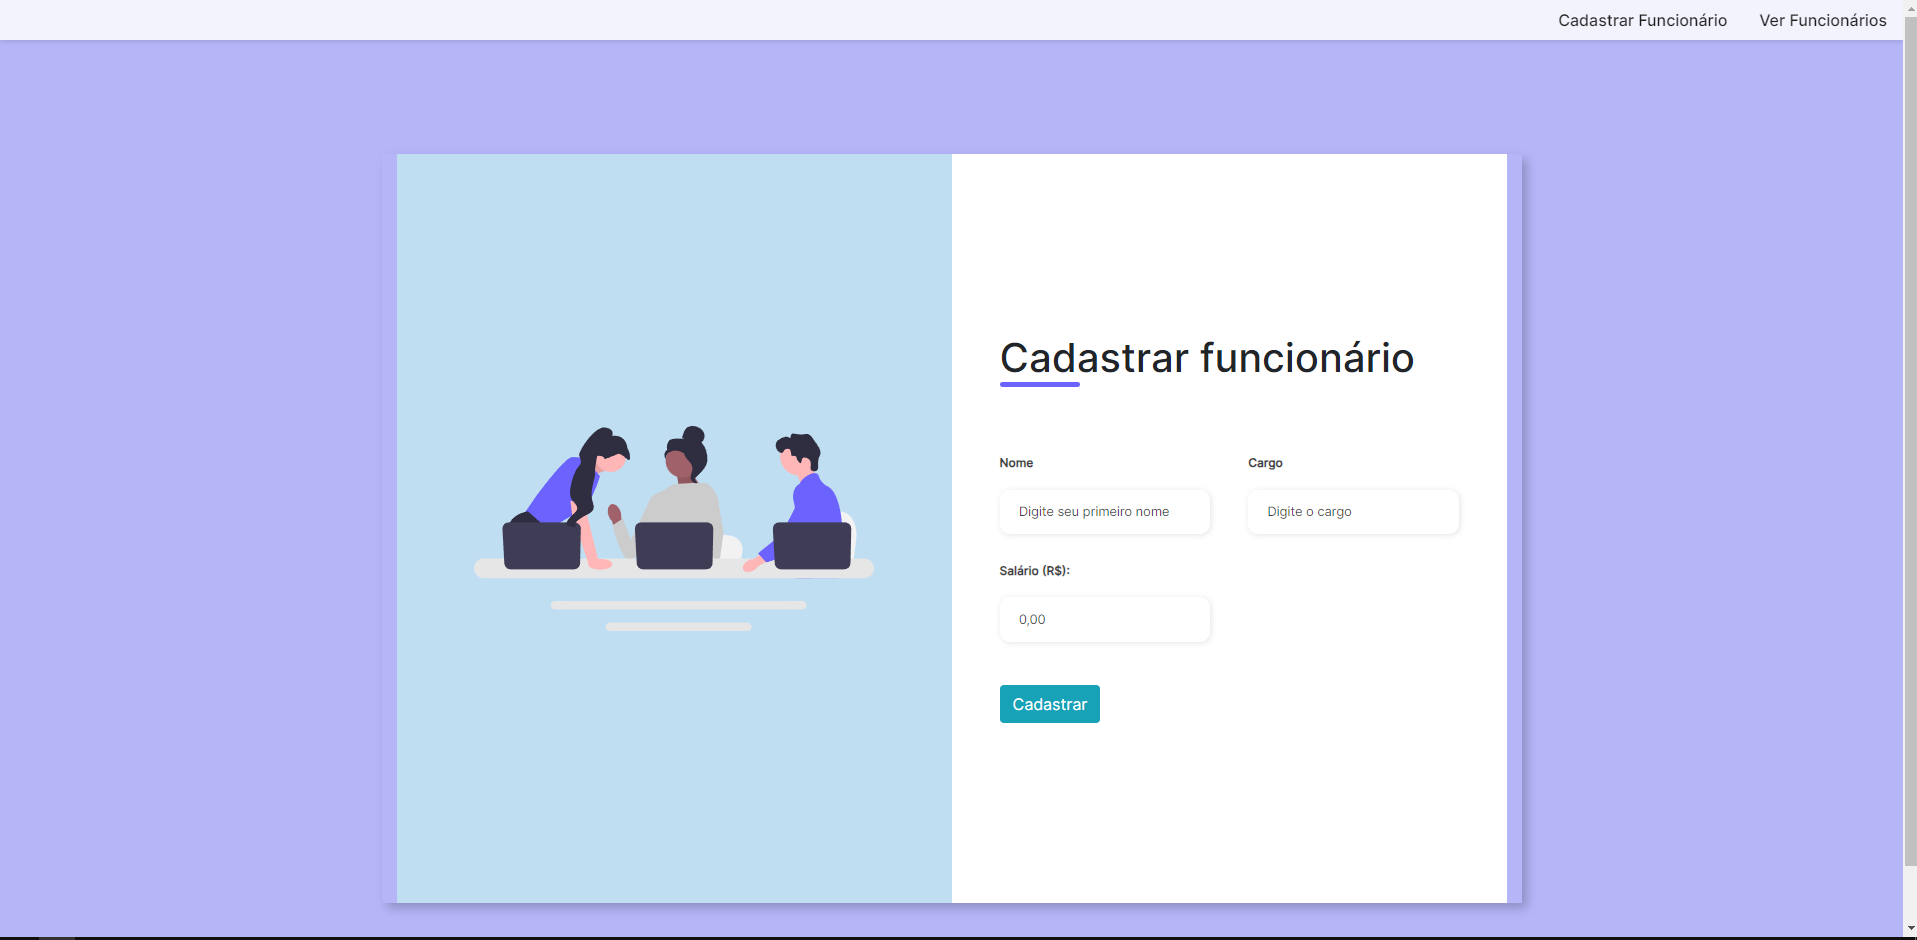 Cadastrar Funcionário Ver Funcionários
Cadastrar funcionário
Nome Cargo
Digite seu primeiro nome Digite o cargo
Salário (R$):
0,00
Cadastrar